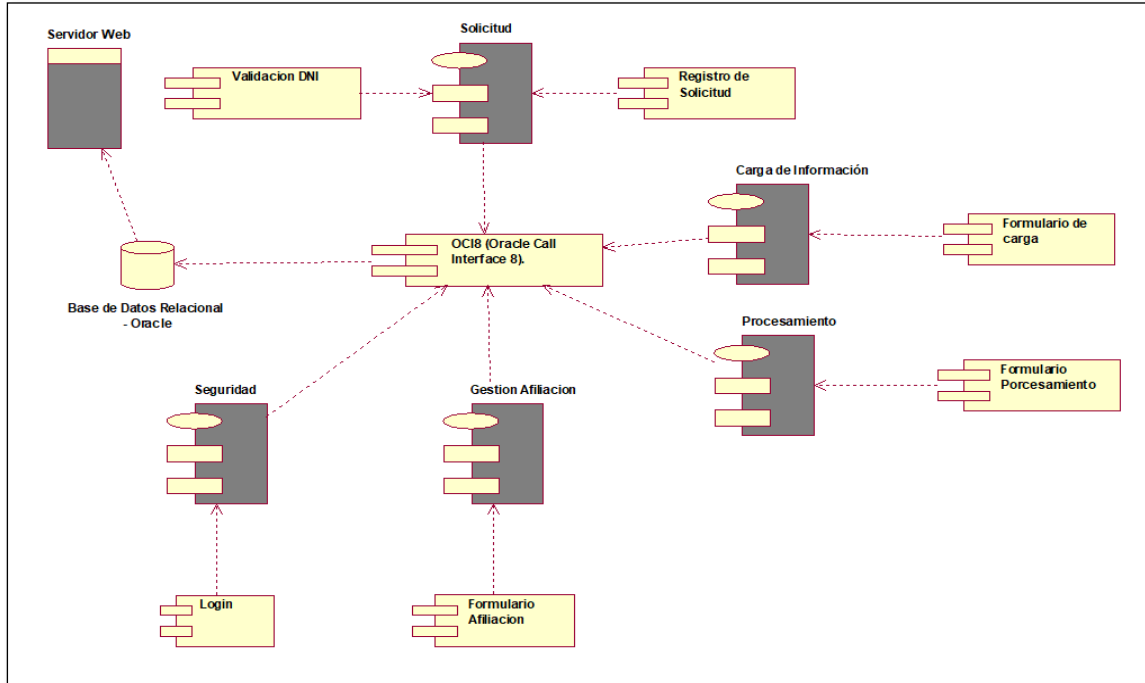 Solicitud
Servidor Web
Validacion DNI
Registro de
Solicitud
Carga de Información
Formulario de
carga
OCI8 (Oracle Call
Interface 8).
Base de Datos Relacional
- Oracle
Procesamiento
Formulario
Porcesamiento
Seguridad
Gestion Afiliacion
Login
Formulario
Afiliacion